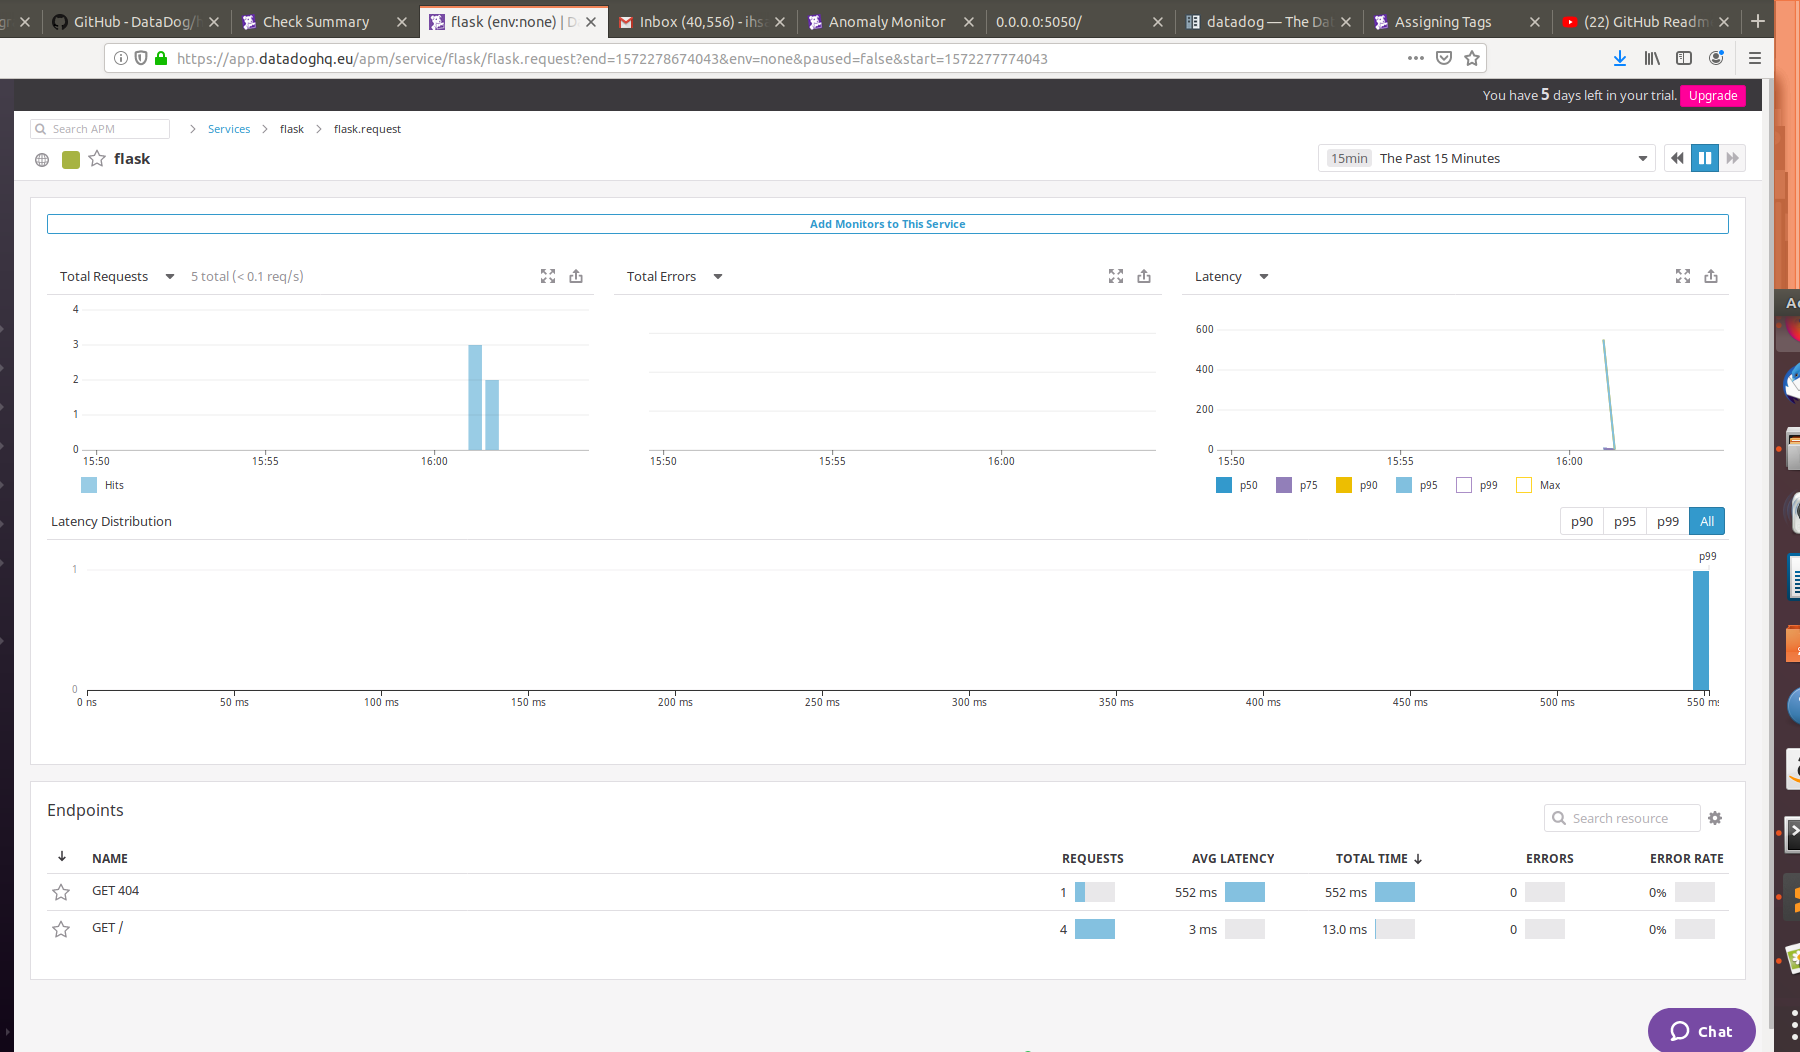 GitHub - DataDog/
Check Summary
flask (env:none) | D
Inbox (40,556) - ihs
Anomaly Monitor
0.0.0.0:5050/
datadog — The Da
Assigning Tags
(22) GitHub Readm
https://app.datadoghq.eu/apm/service/flask/flask.request?end=1572278674043&env=none&paused=false&start=1572277774043
You have 5 days left in your trial. Upgrade
Search APM
Services
flask
flask.request
flask
15min The Past 15 Minutes
Add Monitors to This Service
Total Requests
5 total (< 0.1 req/s)
Total Errors
Latency
4
3
2
1
0
15:50
15:55
16:00
Hits
15:50
15:55
16:00
600
400
200
0
15:50
15:55
16:00
p50
p75
p90
p95
p99
Max
Latency Distribution
p90
p95
p99
All
p99
1
0
0 ns
50 ms
100 ms
150 ms
200 ms
250 ms
300 ms
350 ms
400 ms
450 ms
500 ms
550 ms
Endpoints
Search resource
NAME REQUESTS AVG LATENCY TOTAL TIME ERRORS ERROR RATE
GET 404 1 552 ms 552 ms 0 0%
GET / 4 3 ms 13.0 ms 0 0%
Chat